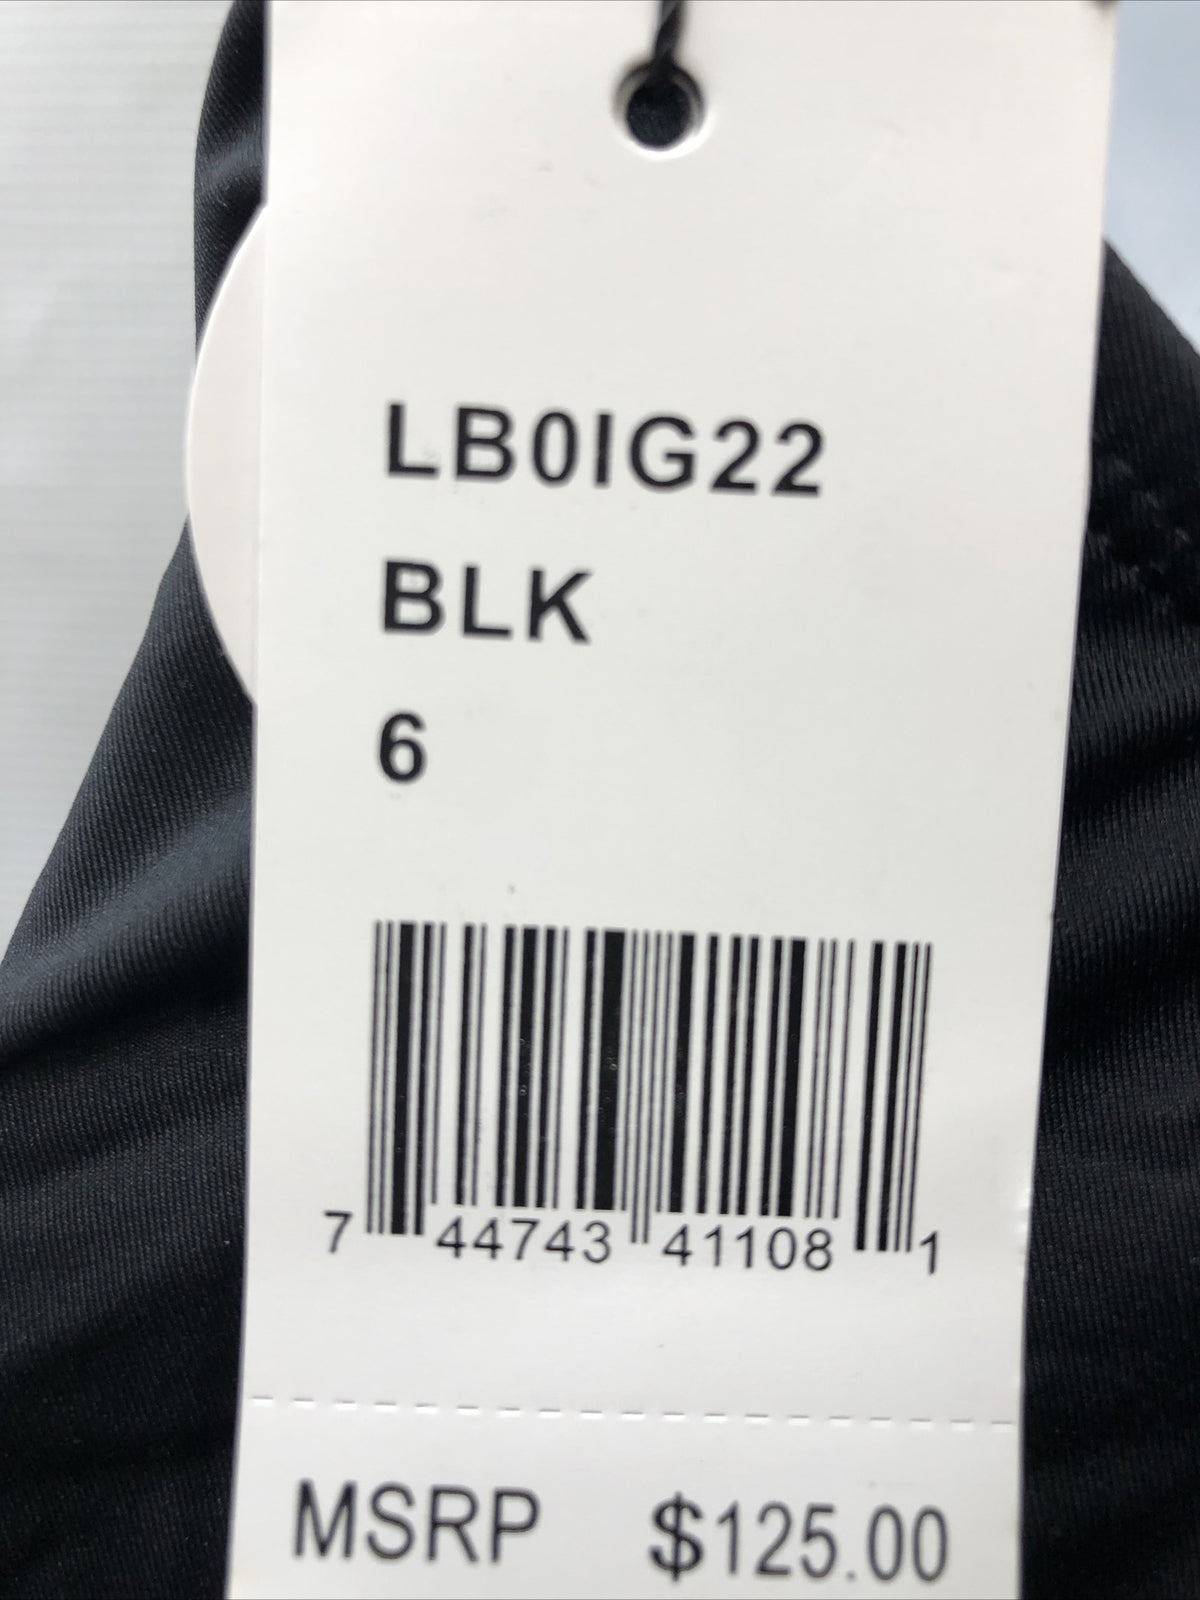 LB0IG22
BLK
6
7 44743 41108 1
MSRP $125.00